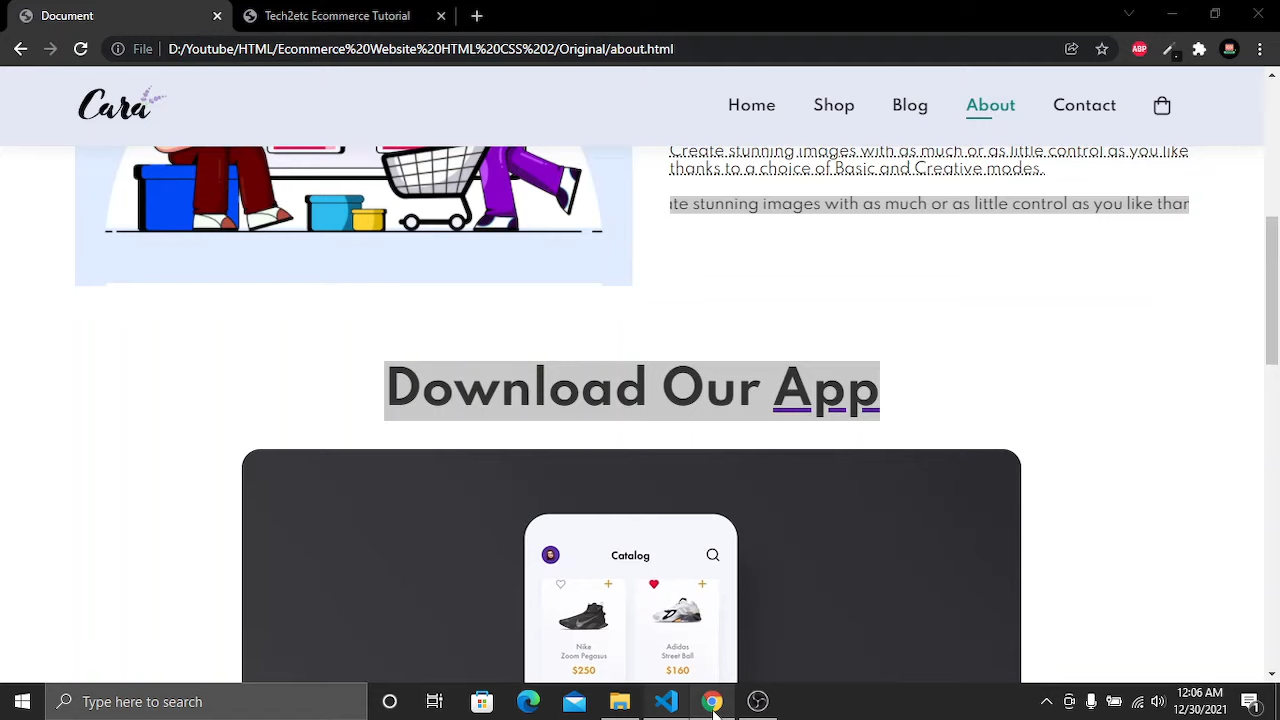 Document
Tech2etc Ecommerce Tutorial
File
D:/Youtube/HTML/Ecommerce%20Website%20HTML%20CSS%202/Original/about.html
ABP
Cara
Home
Shop
Blog
About
Contact
Create stunning images with as much or as little control as you like
thanks to a choice of Basic and Creative modes.
te stunning images with as much or as little control as you like than
Download Our App
Catalog
Nike
Zoom Pegasus
$250
Adidas
Street Ball
$160
Type here to search
12:06 AM
12/30/2021
1